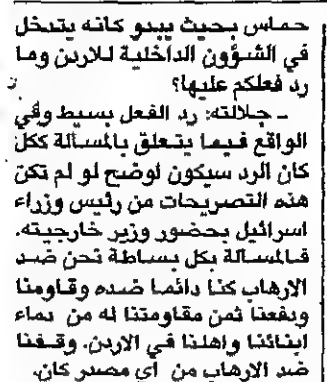 حماس بحيث يبدو كانه يتدخل
في الشؤون الداخلية للاردن وما
رد فعلكم عليها؟
- جلالته: رد الفعل بسيط وفي
الواقع فيما يتعلق بالمسألة ككل
كان الرد سيكون اوضح لو لم تكن
هذه التصريحات من رئيس وزراء
اسرائيل بحضور وزير خارجيته.
فالمسالة بكل بساطة نحن ضد
الارهاب كنا دائما ضده وقاومنا
ودفعنا ثمن مقاومتنا له من دماء
ابنائنا واهلنا في الاردن. وقفنا
ضد الارهاب من اي مصدر كان.